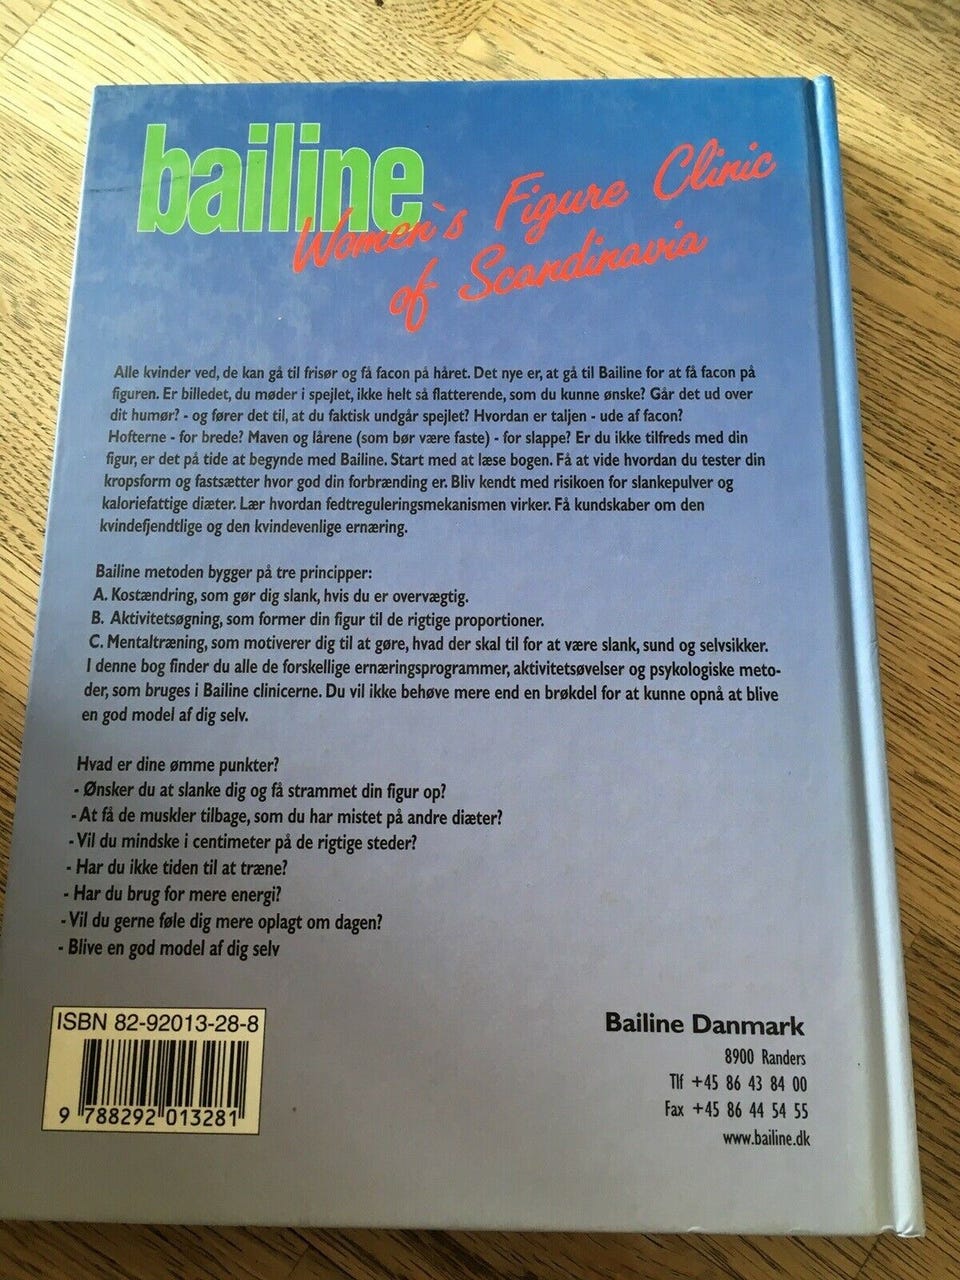 bailine
Women`s Figure Clinic
of Scandinavia
Alle kvinder ved, de kan gå til frisør og få facon på håret. Det nye er, at gå til Bailine for at få facon på
figuren. Er billedet, du møder i spejlet, ikke helt så flatterende, som du kunne ønske? Går det ud over
dit humør? - og fører det til, at du faktisk undgår spejlet? Hvordan er taljen - ude af facon?
Hofterne - for brede? Maven og lårene (som bør være faste) - for slappe? Er du ikke tilfreds med din
figur, er det på tide at begynde med Bailine. Start med at læse bogen. Få at vide hvordan du tester din
kropsform og fastsætter hvor god din forbrænding er. Bliv kendt med risikoen for slankepulver og
kaloriefattige diæter. Lær hvordan fedtreguleringsmekanismen virker. Få kundskaber om den
kvindefjendtlige og den kvindevenlige ernæring.
Bailine metoden bygger på tre principper:
A. Kostændring, som gør dig slank, hvis du er overvægtig.
B. Aktivitetsøgning, som former din figur til de rigtige proportioner.
C. Mentaltræning, som motiverer dig til at gøre, hvad der skal til for at være slank, sund og selvsikker.
I denne bog finder du alle de forskellige ernæringsprogrammer, aktivitetsøvelser og psykologiske meto-
der, som bruges i Bailine clinicerne. Du vil ikke behøve mere end en brøkdel for at kunne opnå at blive
en god model af dig selv.
Hvad er dine ømme punkter?
- Ønsker du at slanke dig og få strammet din figur op?
- At få de muskler tilbage, som du har mistet på andre diæter?
- Vil du mindske i centimeter på de rigtige steder?
- Har du ikke tiden til at træne?
- Har du brug for mere energi?
- Vil du gerne føle dig mere oplagt om dagen?
- Blive en god model af dig selv
ISBN 82-92013-28-8
9 788292 013281
Bailine Danmark
8900 Randers
Tlf +45 86 43 84 00
Fax +45 86 44 54 55
www.bailine.dk